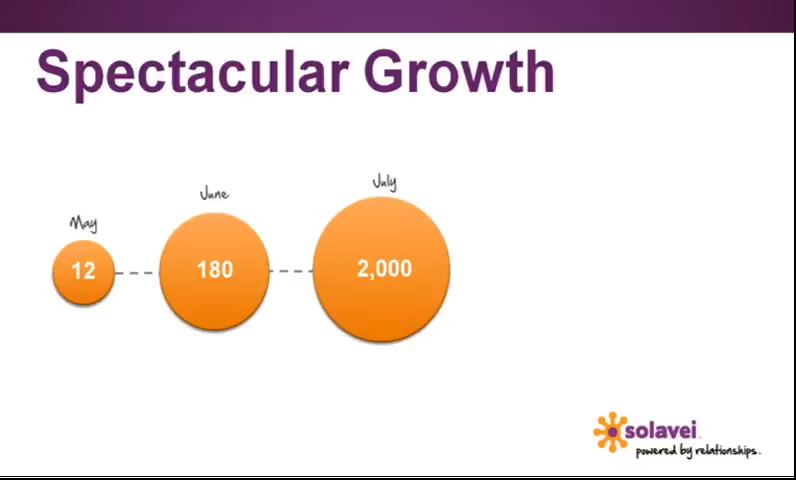 Spectacular Growth
May
June
July
12
180
2,000
solavei
powered by relationships.